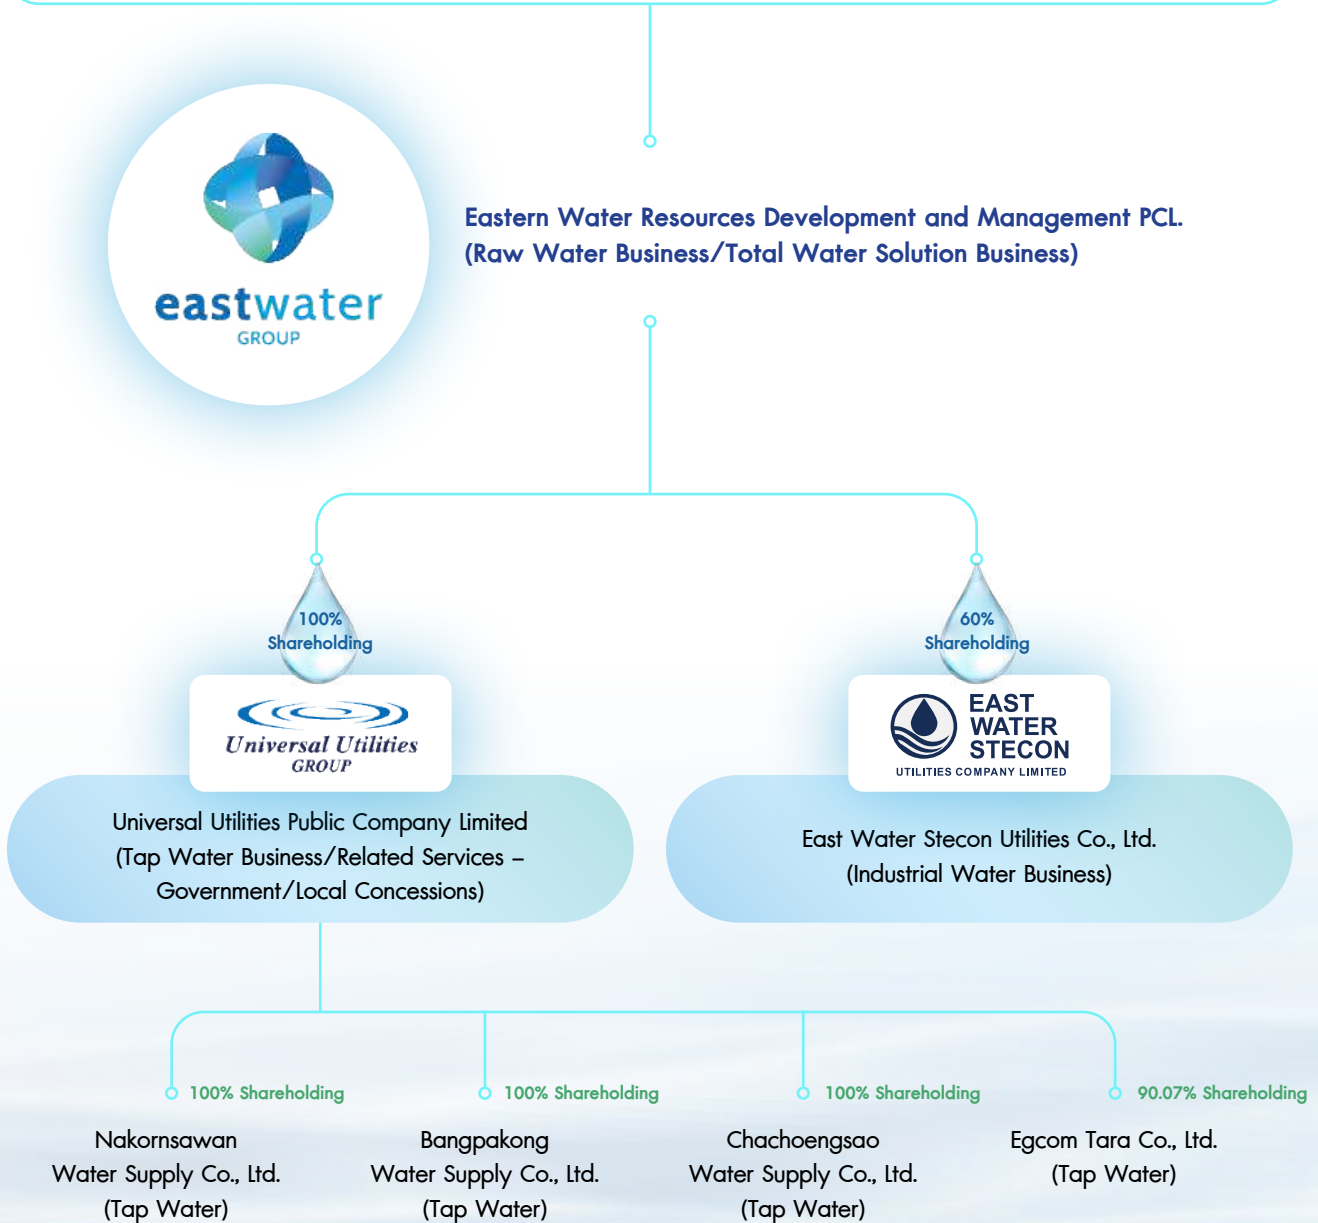 eastwater
GROUP
Eastern Water Resources Development and Management PCL.
(Raw Water Business/Total Water Solution Business)
100%
Shareholding
60%
Shareholding
Universal Utilities
GROUP
EAST
WATER
STECON
UTILITIES COMPANY LIMITED
Universal Utilities Public Company Limited
(Tap Water Business/Related Services –
Government/Local Concessions)
East Water Stecon Utilities Co., Ltd.
(Industrial Water Business)
100% Shareholding
100% Shareholding
100% Shareholding
90.07% Shareholding
Nakornsawan
Water Supply Co., Ltd.
(Tap Water)
Bangpakong
Water Supply Co., Ltd.
(Tap Water)
Chachoengsao
Water Supply Co., Ltd.
(Tap Water)
Egcom Tara Co., Ltd.
(Tap Water)